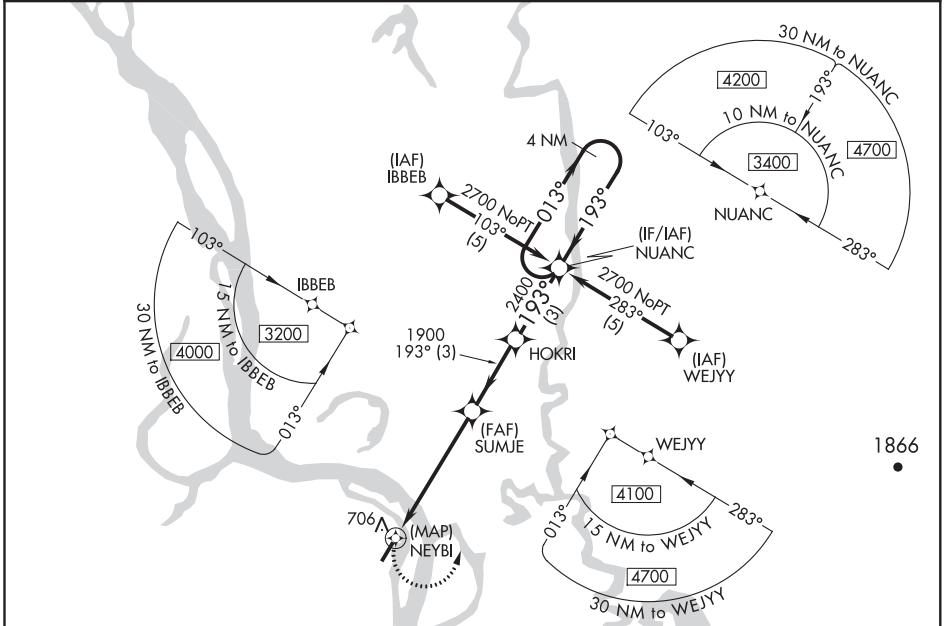 30 NM to NUANC
4200
193°
10 NM to NUANC
4700
103°
3400
NUANC
283°
4 NM
(IAF)
IBBEB
2700 NoPT
103°
(5)
013°
193°
(IF/IAF)
NUANC
2700 NoPT
283°
(5)
(IAF)
WEJYY
2400
193°
(3)
HOKRI
1900
193° (3)
(FAF)
SUMJE
103°
IBBEB
15 NM to IBBEB
3200
4000
30 NM to IBBEB
013°
706
(MAP)
NEYBI
WEJYY
4100
013°
283°
15 NM to WEJYY
4700
30 NM to WEJYY
1866